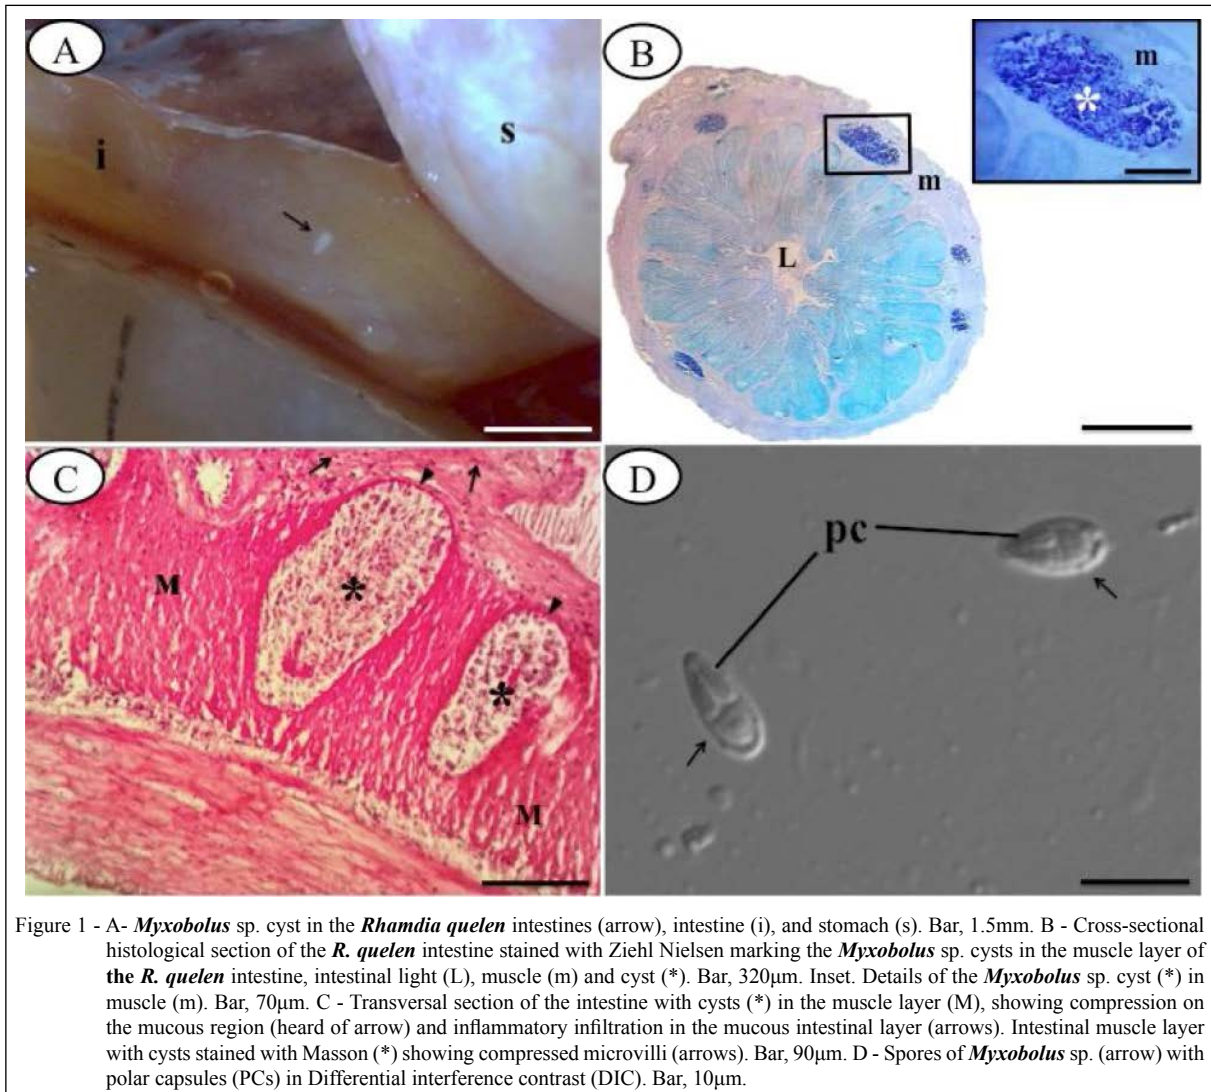 A
i
s
B
m
L
m
*
C
M
*
*
M
D
pc
Figure 1 - A- Myxobolus sp. cyst in the Rhamdia quelen intestines (arrow), intestine (i), and stomach (s). Bar, 1.5mm. B - Cross-sectional
histological section of the R. quelen intestine stained with Ziehl Nielsen marking the Myxobolus sp. cysts in the muscle layer of
the R. quelen intestine, intestinal light (L), muscle (m) and cyst (*). Bar, 320µm. Inset. Details of the Myxobolus sp. cyst (*) in
muscle (m). Bar, 70µm. C - Transversal section of the intestine with cysts (*) in the muscle layer (M), showing compression on
the mucous region (heard of arrow) and inflammatory infiltration in the mucous intestinal layer (arrows). Intestinal muscle layer
with cysts stained with Masson (*) showing compressed microvilli (arrows). Bar, 90µm. D - Spores of Myxobolus sp. (arrow) with
polar capsules (PCs) in Differential interference contrast (DIC). Bar, 10µm.